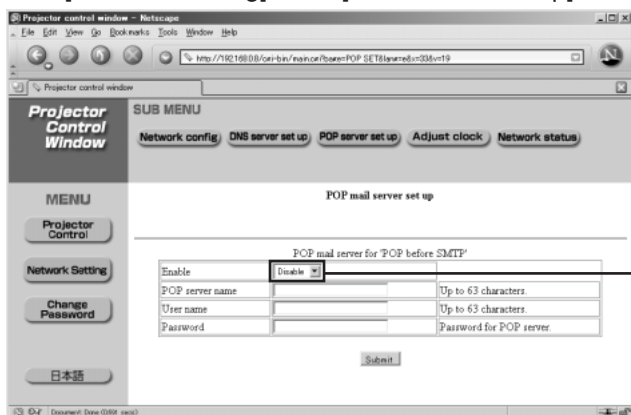 Projector control window - Netscape
File Edit View Go Bookmarks Tools Window Help
Projector control window
Projector
Control
Window
SUB MENU
Network config DNS server set up POP server set up Adjust clock Network status
MENU
Projector
Control
Network Setting
Change
Password
日本語
POP mail server set up
POP mail server for 'POP before SMTP'
Enable Disable
POP server name Up to 63 characters.
User name Up to 63 characters.
Password Password for POP server.
Submit
Document: Done